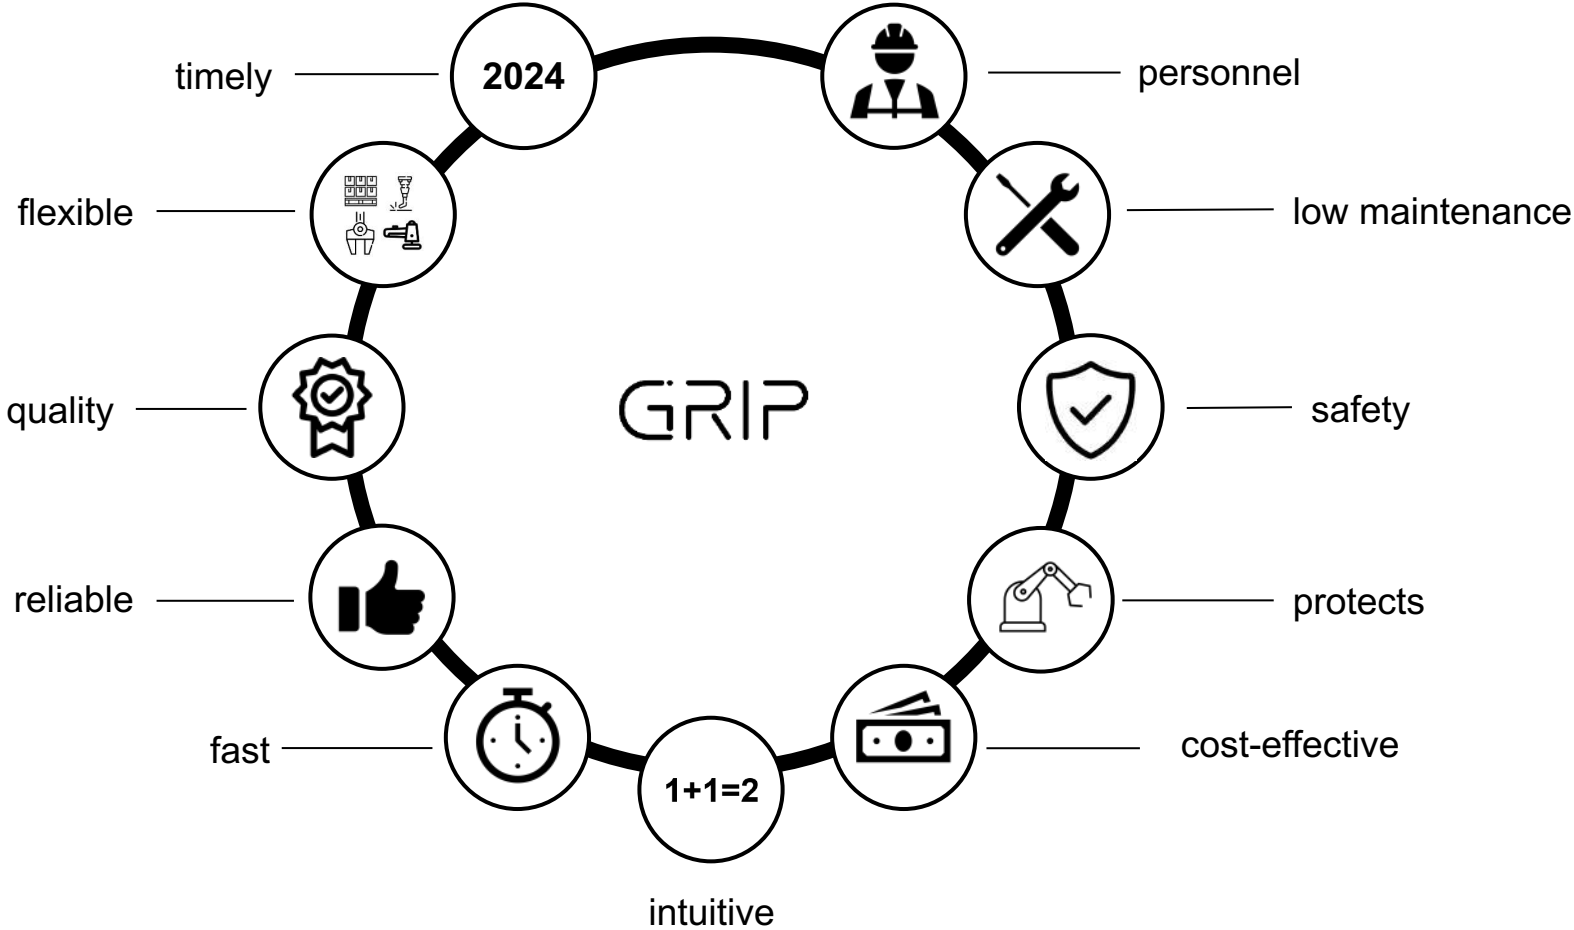 timely
2024
personnel
flexible
low maintenance
quality
GRIP
safety
reliable
protects
fast
cost-effective
1+1=2
intuitive